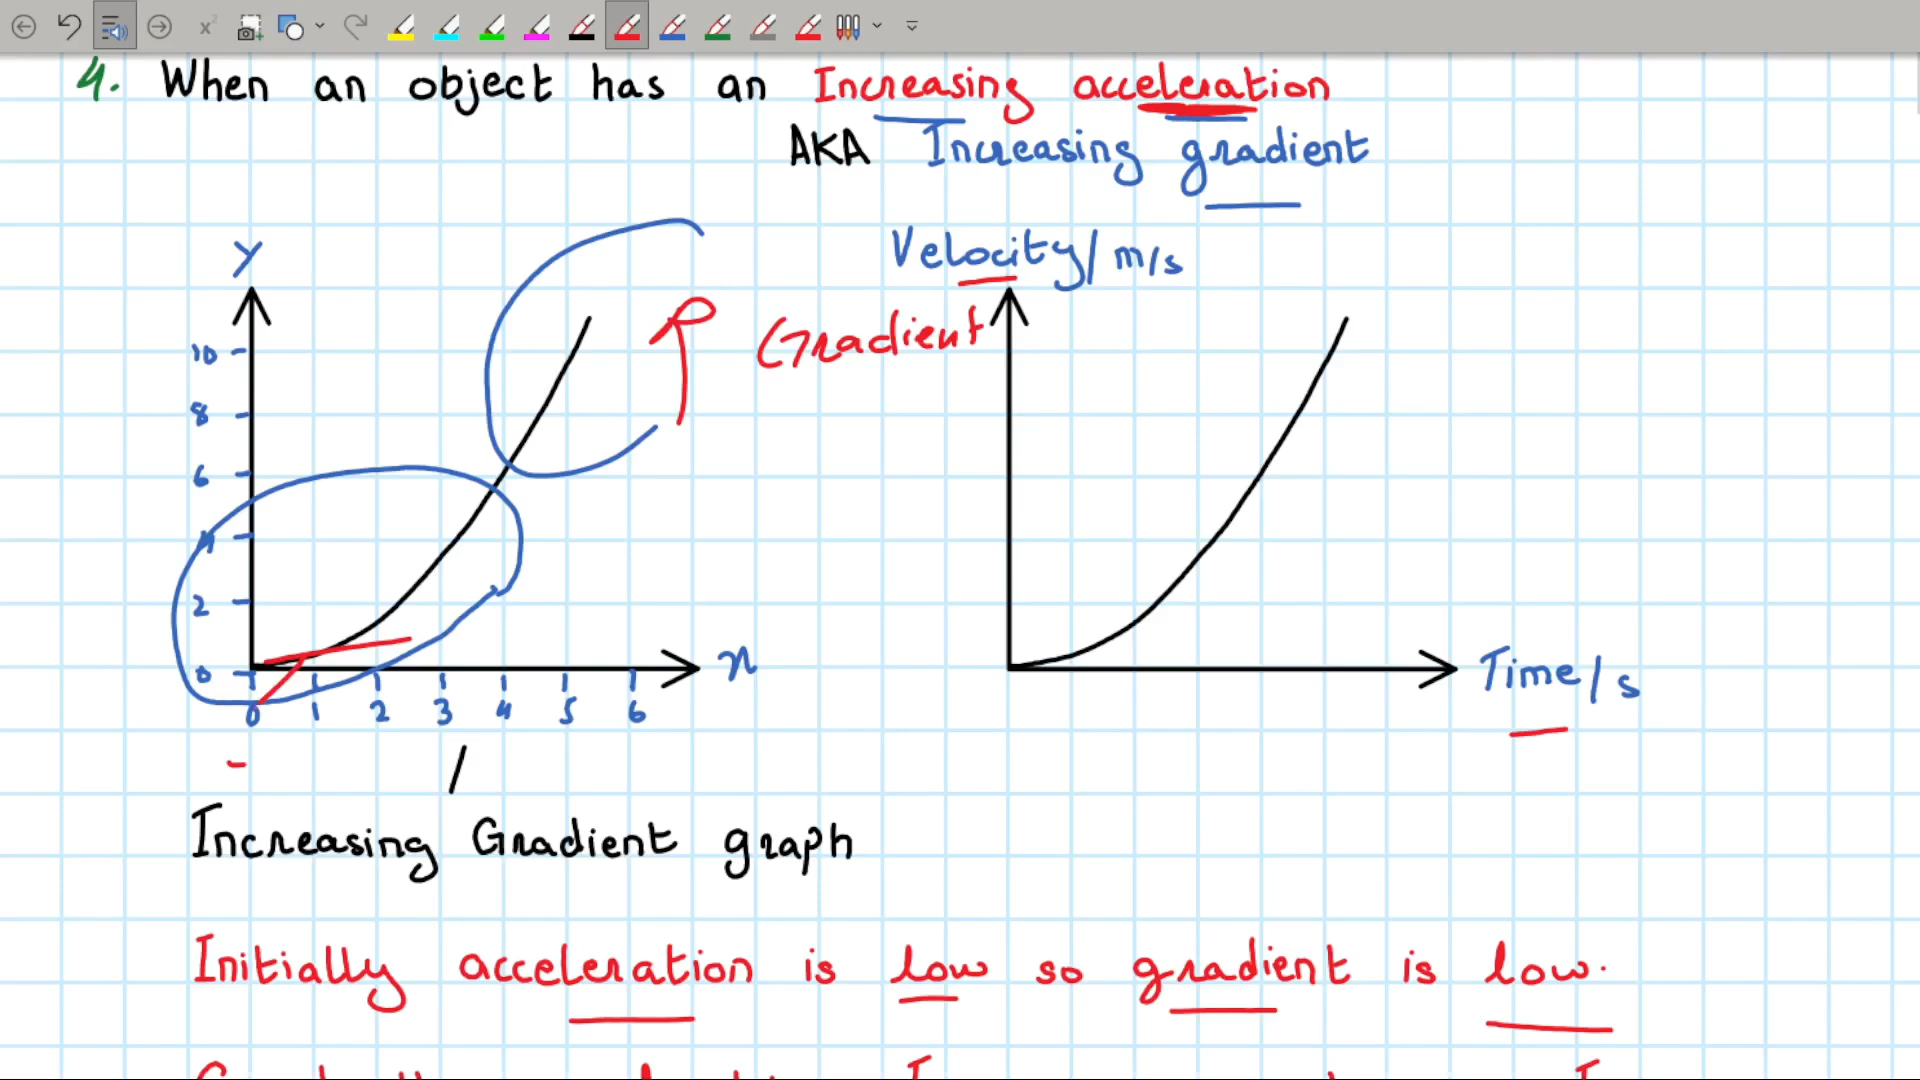 4. When an object has an Increasing acceleration
AKA Increasing gradient
Y
Velocity/m/s
Gradient
10
8
6
4
2
0
x
Time/s
0 1 2 3 4 5 6
Increasing Gradient graph
Initially acceleration is low so gradient is low.